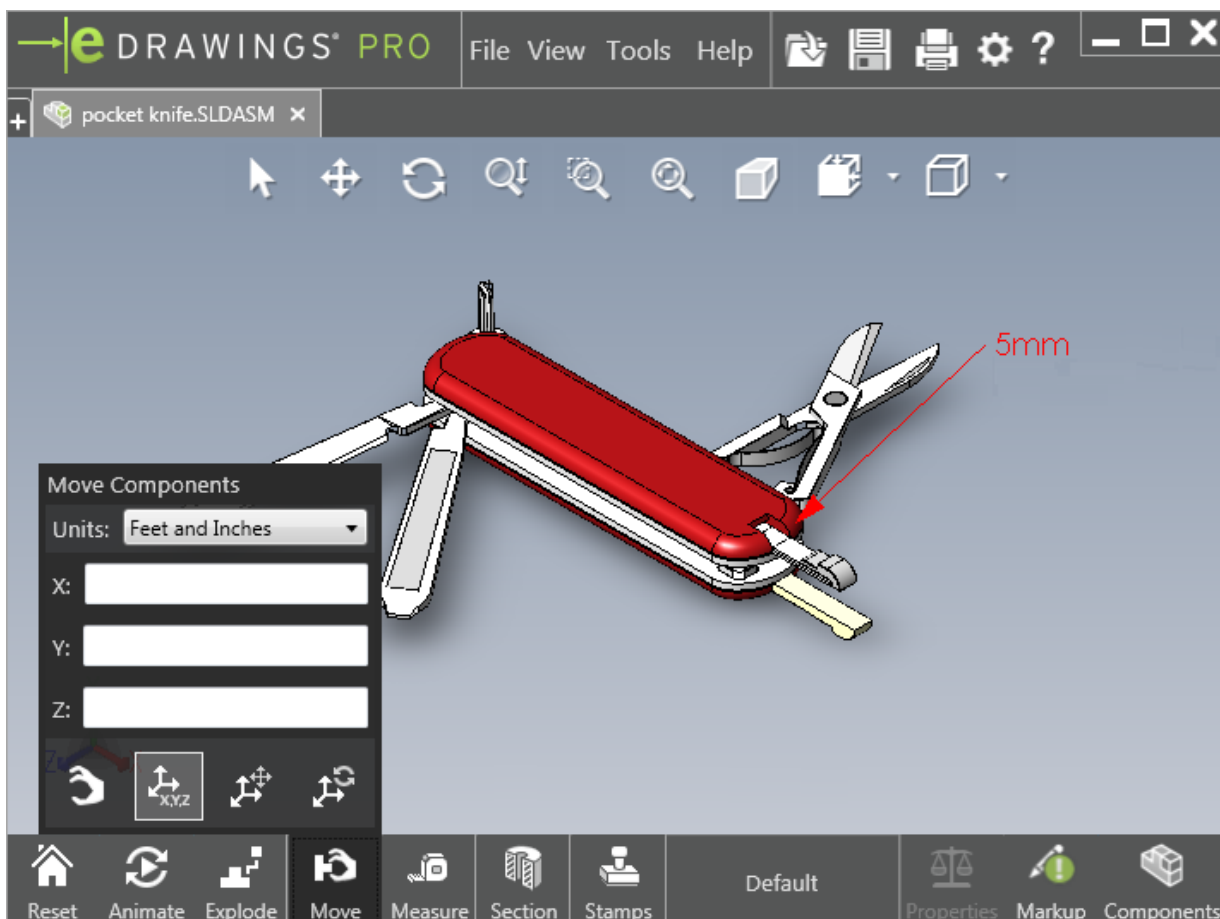 eDRAWINGS® PRO File View Tools Help ?
+ pocket knife.SLDASM ×
5mm
Move Components
Units: Feet and Inches
X:
Y:
Z:
Z X
X,Y,Z
Reset Animate Explode Move Measure Section Stamps Default Properties Markup Components